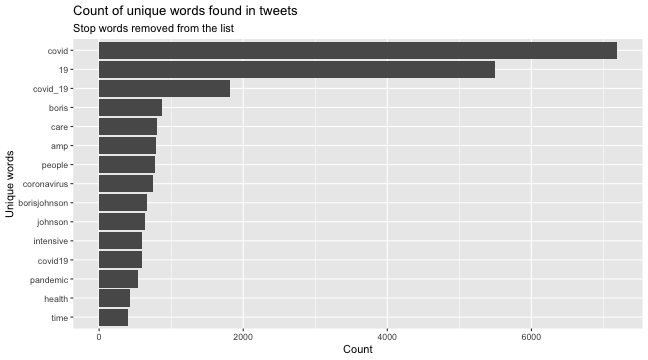 Count of unique words found in tweets
Stop words removed from the list
Unique words
covid
19
covid_19
boris
care
amp
people
coronavirus
borisjohnson
johnson
intensive
covid19
pandemic
health
time
0 2000 4000 6000
Count